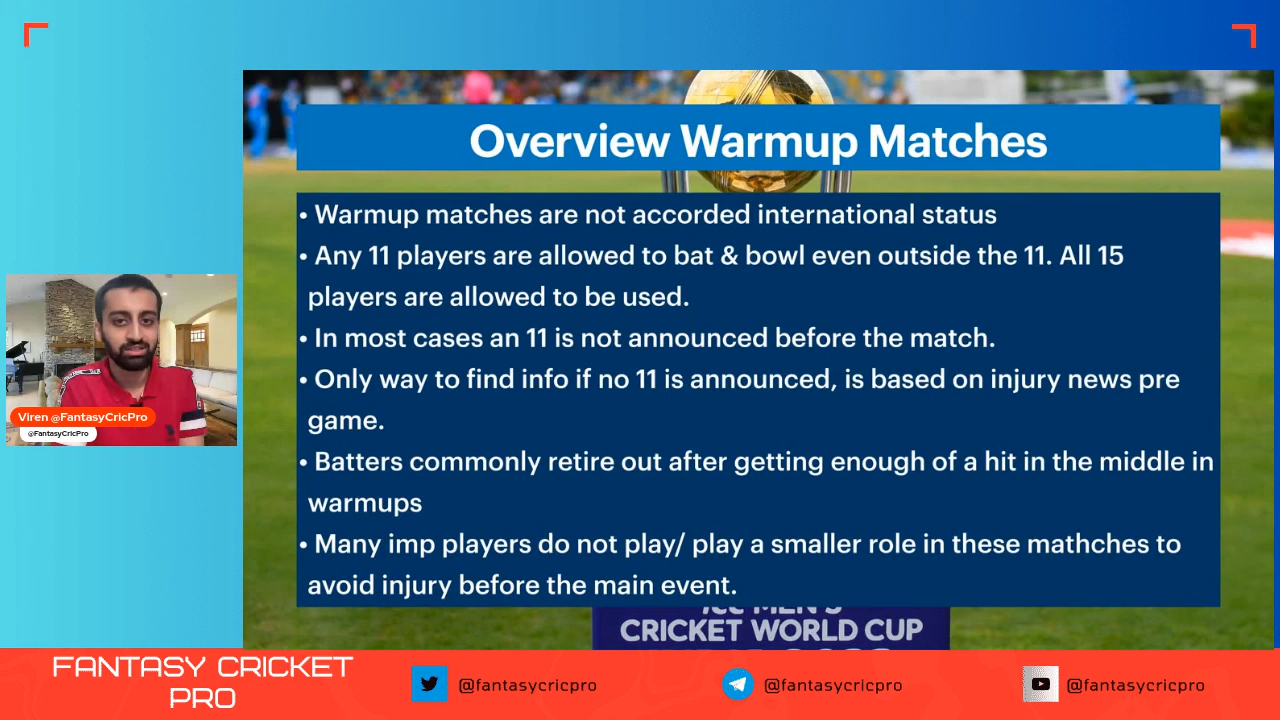 Overview Warmup Matches
• Warmup matches are not accorded international status
• Any 11 players are allowed to bat & bowl even outside the 11. All 15
players are allowed to be used.
• In most cases an 11 is not announced before the match.
• Only way to find info if no 11 is announced, is based on injury news pre
game.
• Batters commonly retire out after getting enough of a hit in the middle in
warmups
• Many imp players do not play/ play a smaller role in these mathches to
avoid injury before the main event.
Viren @FantasyCricPro
@FantasyCricPro
ICC MEN'S
CRICKET WORLD CUP
FANTASY CRICKET
PRO
@fantasycricpro
@fantasycricpro
@fantasycricpro